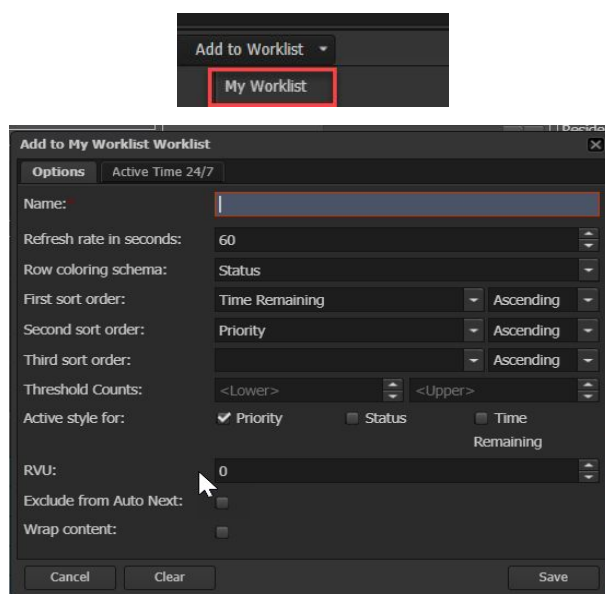 Add to Worklist
My Worklist
Add to My Worklist Worklist
Options Active Time 24/7
Name:*
Refresh rate in seconds: 60
Row coloring schema: Status
First sort order: Time Remaining Ascending
Second sort order: Priority Ascending
Third sort order: Ascending
Threshold Counts: <Lower> <Upper>
Active style for: Priority Status Time
Remaining
RVU: 0
Exclude from Auto Next:
Wrap content:
Cancel Clear Save